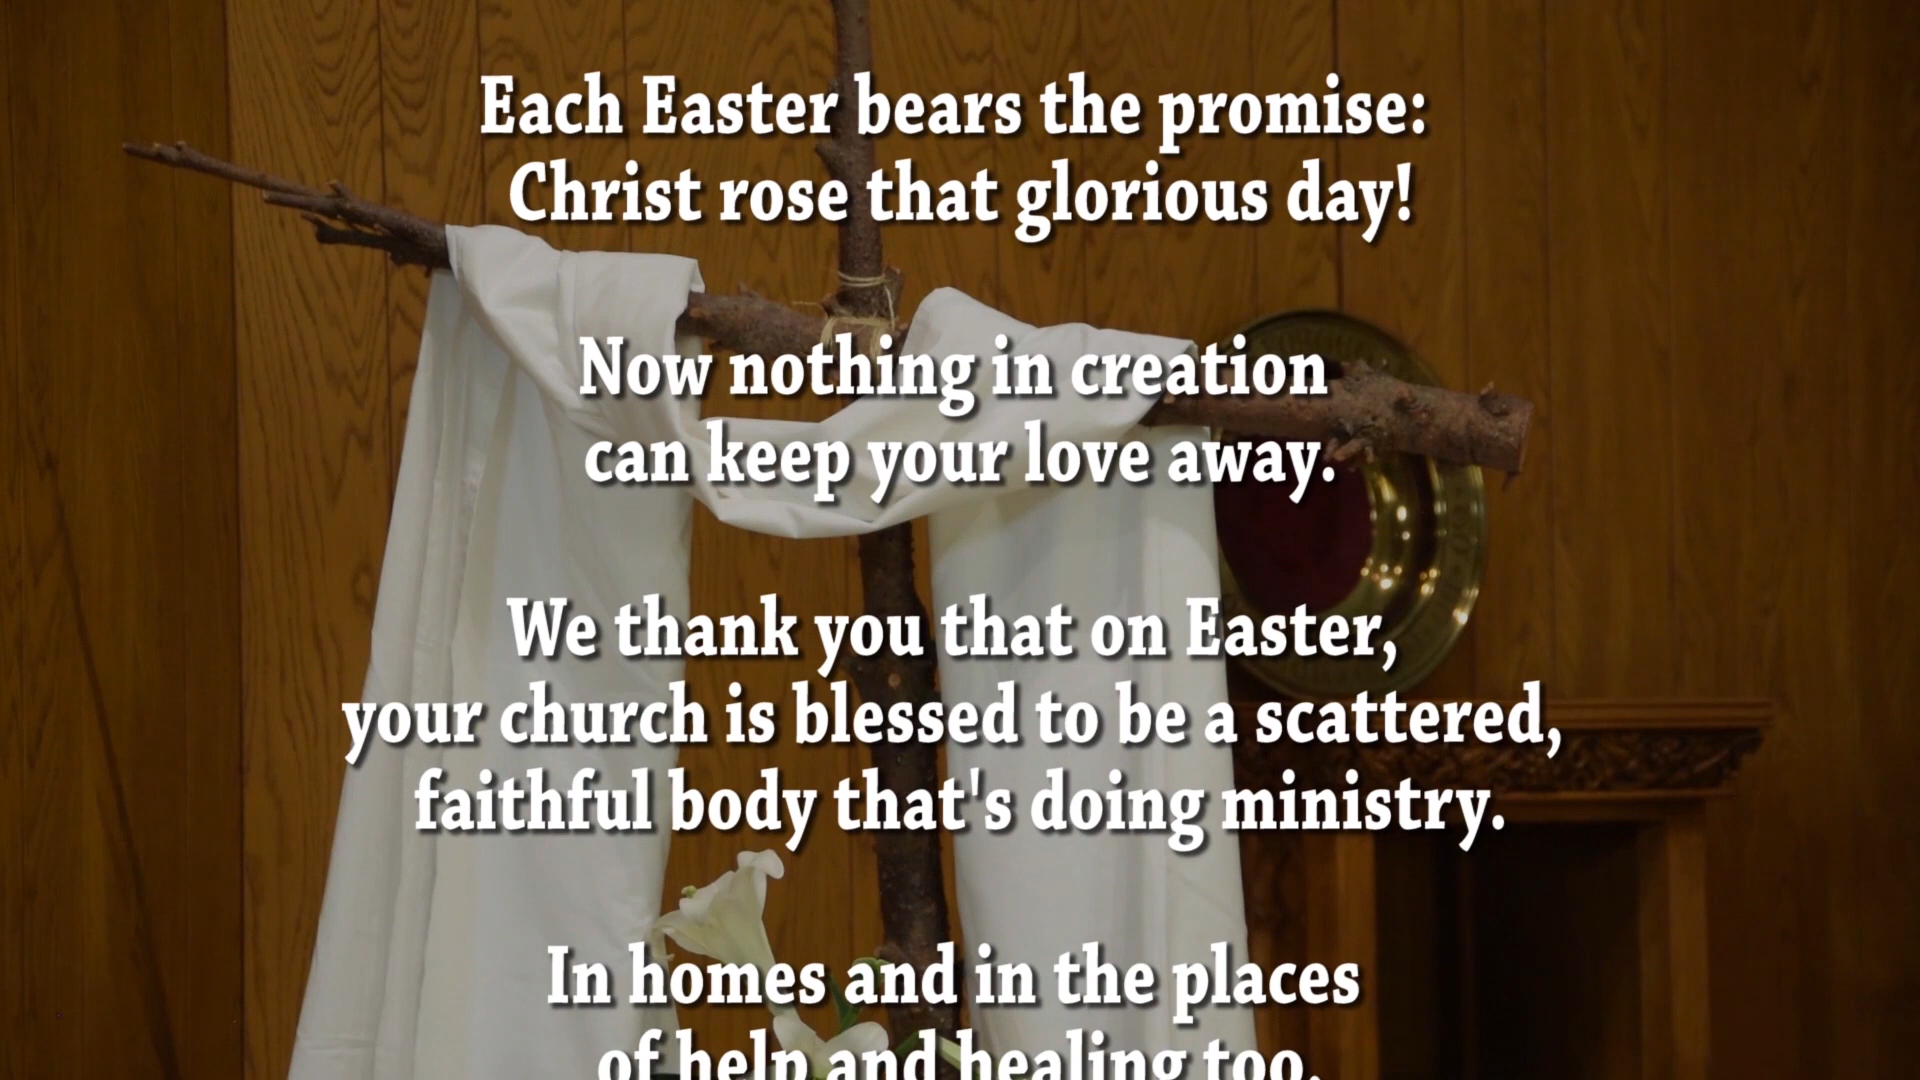 Each Easter bears the promise:
Christ rose that glorious day!
Now nothing in creation
can keep your love away.
We thank you that on Easter,
your church is blessed to be a scattered,
faithful body that's doing ministry.
In homes and in the places
of help and healing too,